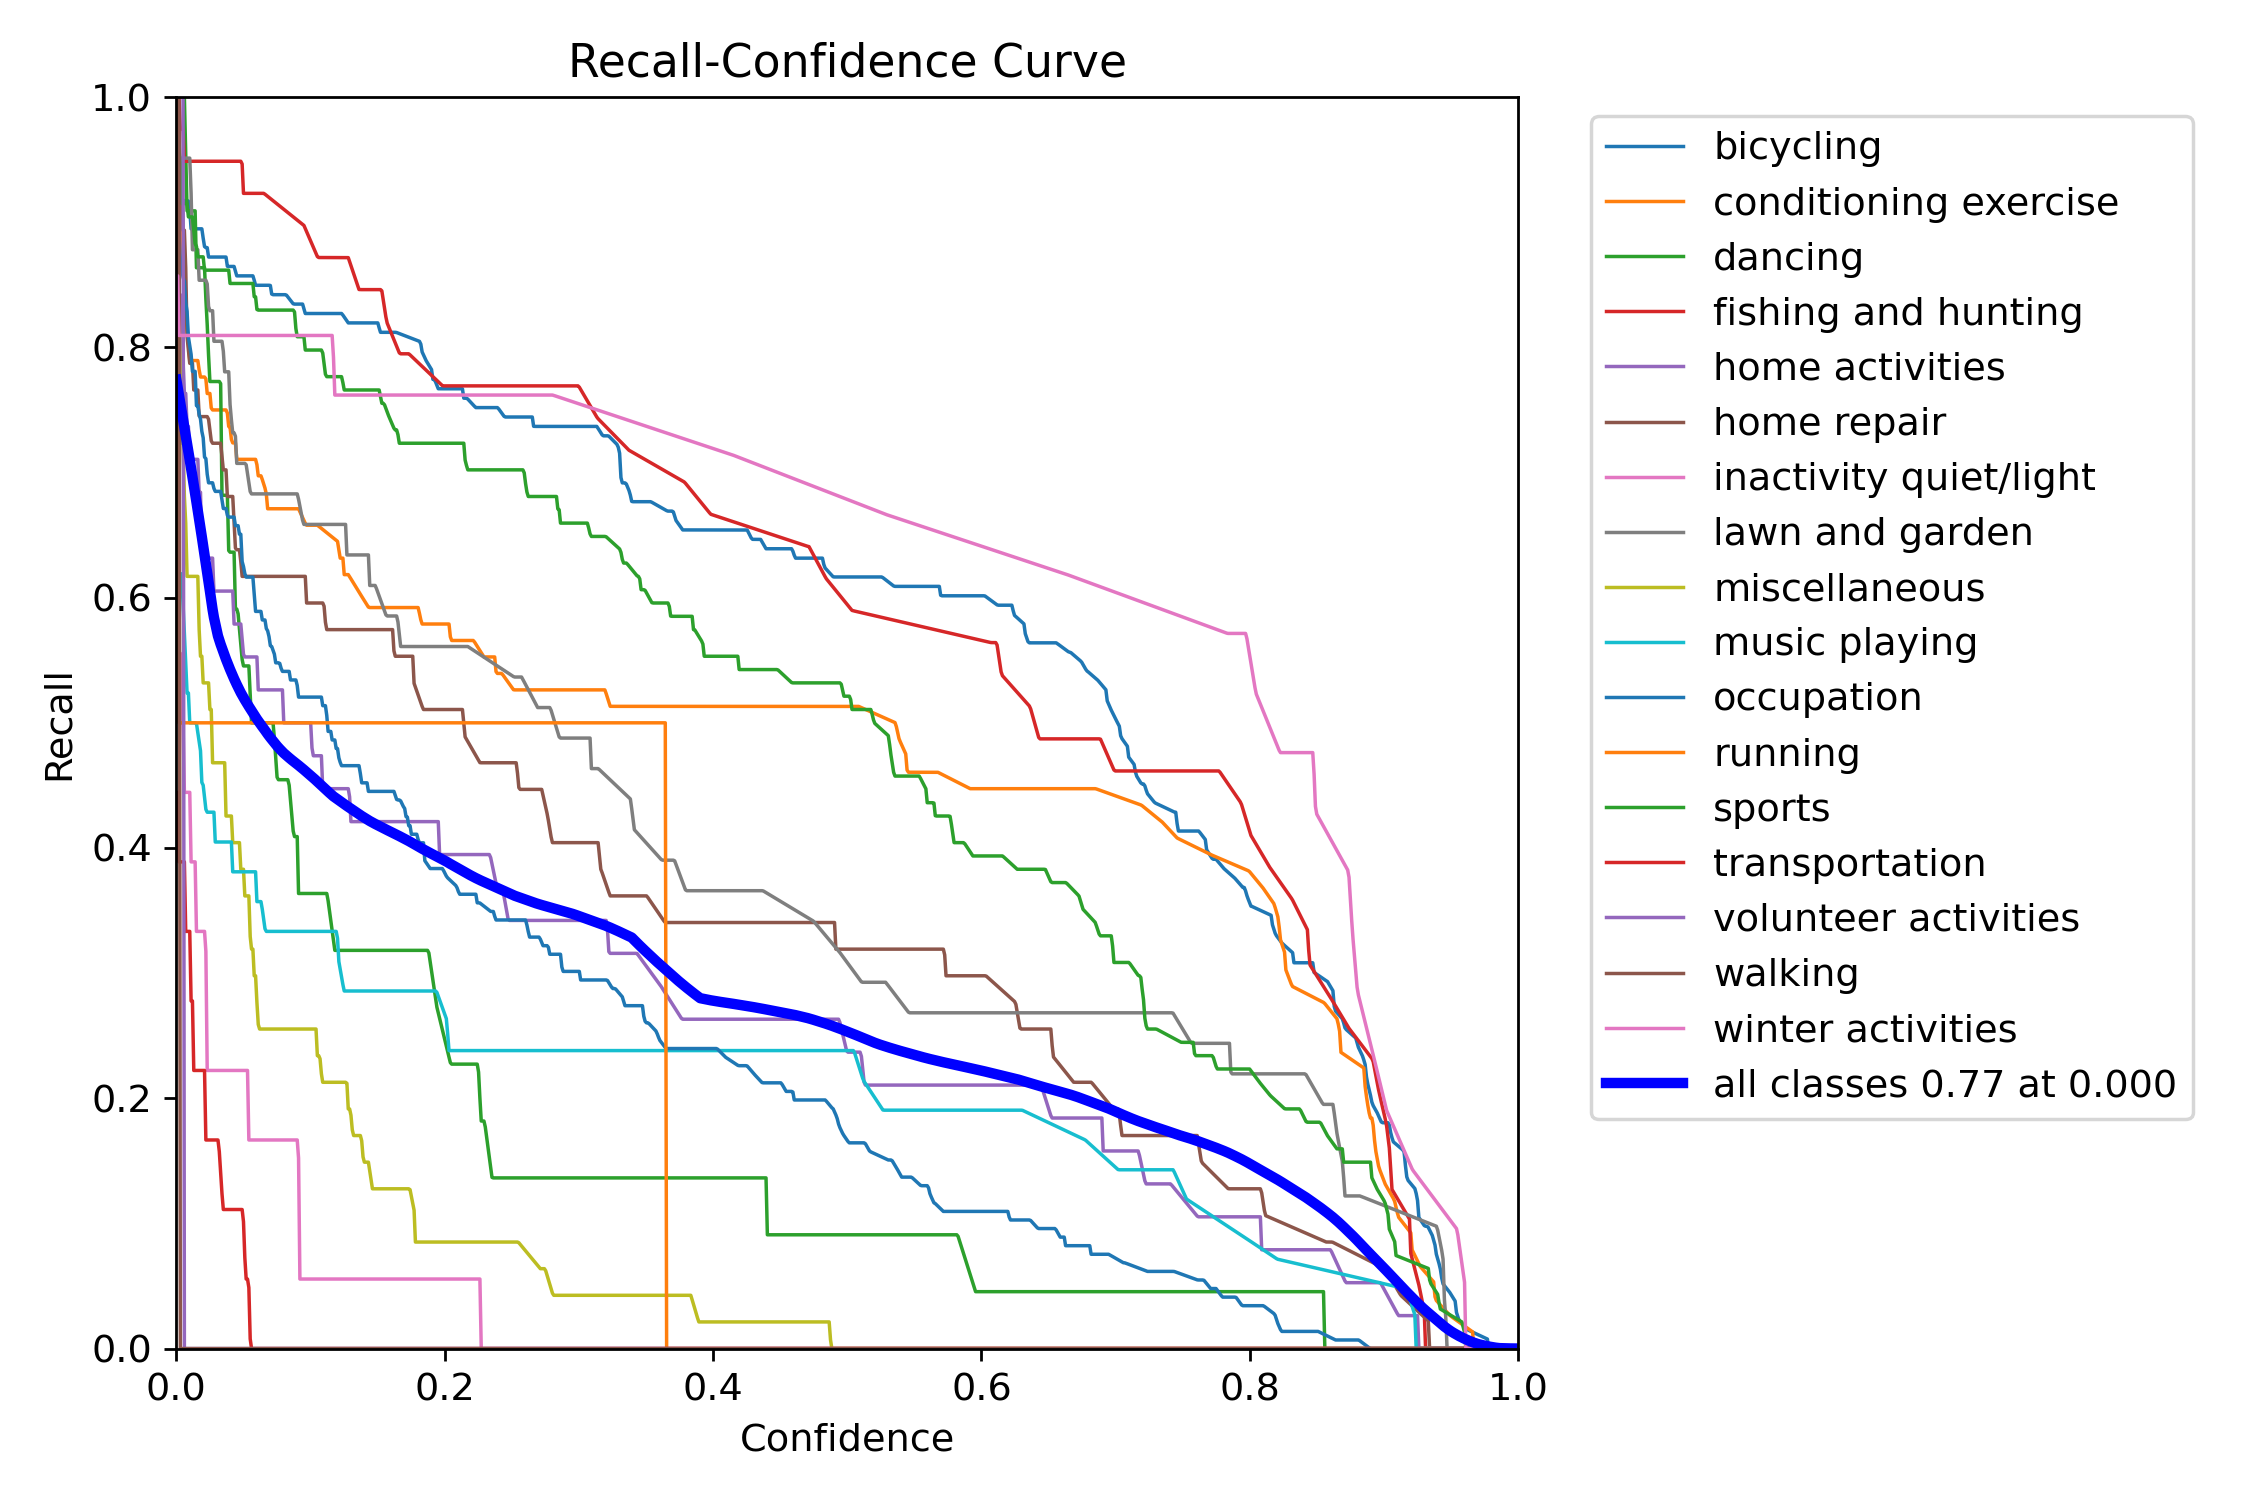 Recall-Confidence Curve
1.0
0.8
0.6
0.4
0.2
0.0
Recall
0.0 0.2 0.4 0.6 0.8 1.0
Confidence
bicycling
conditioning exercise
dancing
fishing and hunting
home activities
home repair
inactivity quiet/light
lawn and garden
miscellaneous
music playing
occupation
running
sports
transportation
volunteer activities
walking
winter activities
all classes 0.77 at 0.000